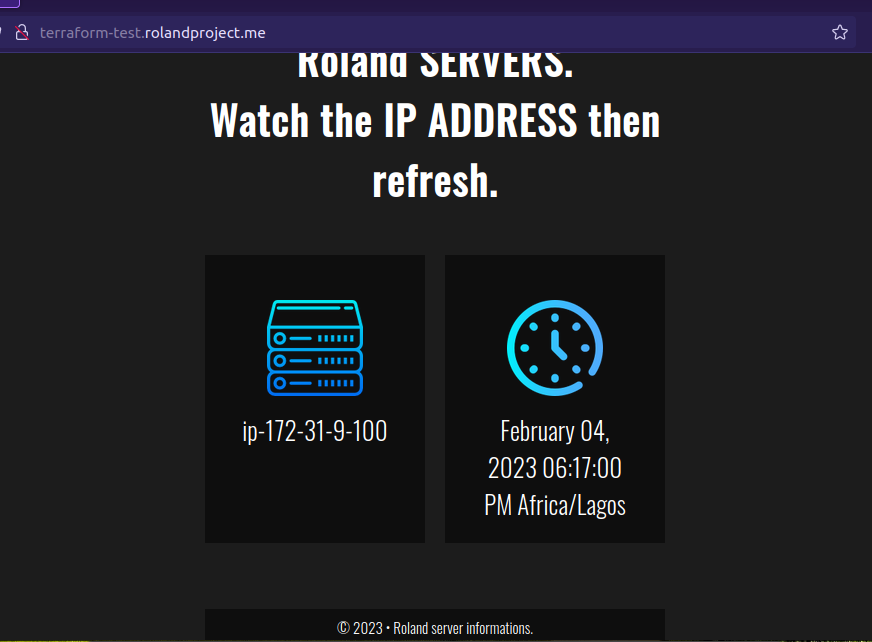 terraform-test.rolandproject.me
Roland SERVERS.
Watch the IP ADDRESS then
refresh.
ip-172-31-9-100
February 04,
2023 06:17:00
PM Africa/Lagos
© 2023 • Roland server informations.